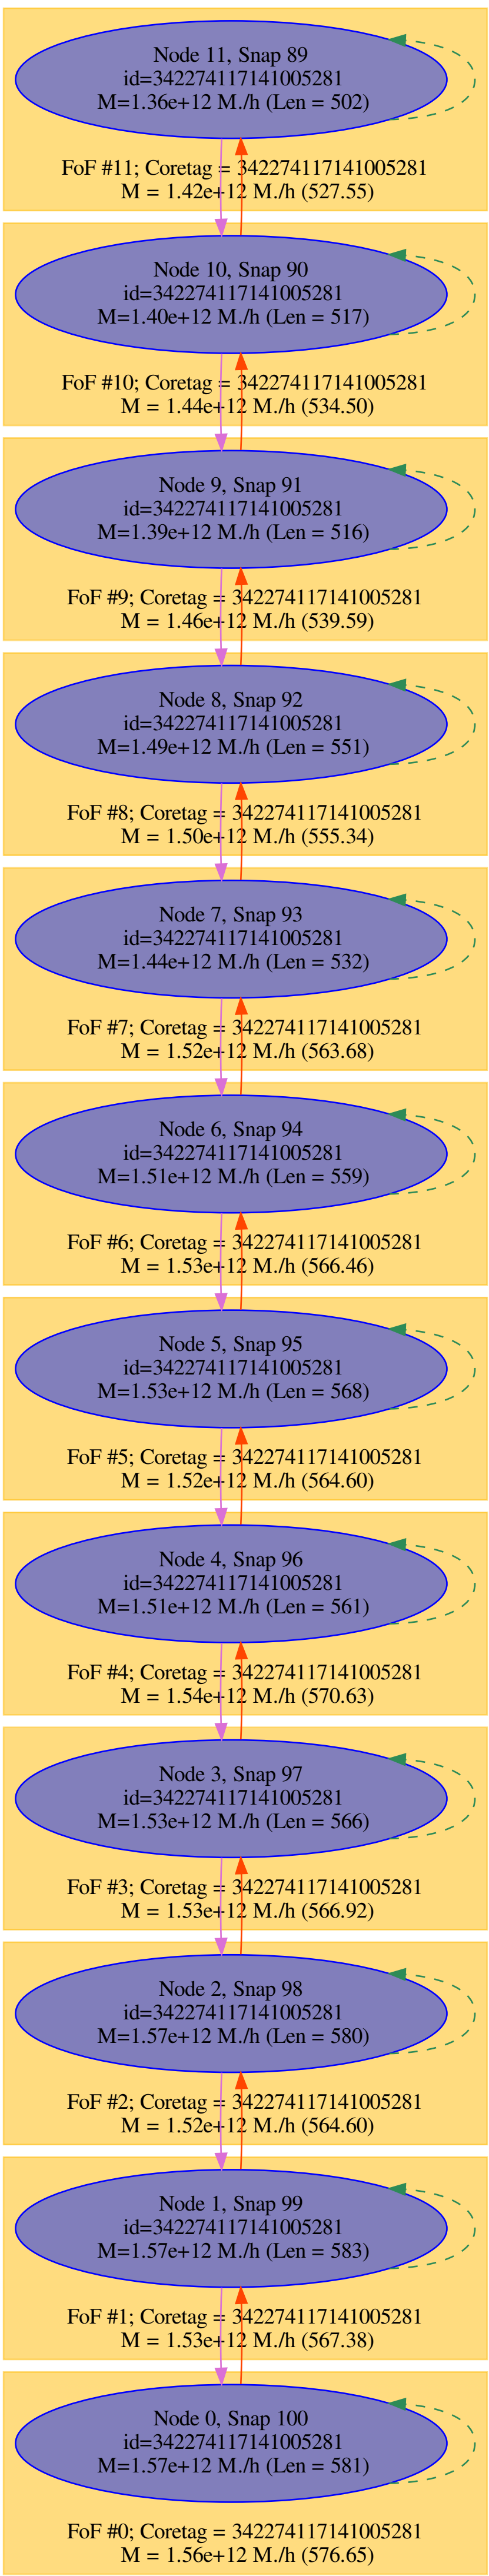 Node 11, Snap 89
id=342274117141005281
M=1.36e+12 M./h (Len = 502)
FoF #11; Coretag = 342274117141005281
M = 1.42e+12 M./h (527.55)
Node 10, Snap 90
id=342274117141005281
M=1.40e+12 M./h (Len = 517)
FoF #10; Coretag = 342274117141005281
M = 1.44e+12 M./h (534.50)
Node 9, Snap 91
id=342274117141005281
M=1.39e+12 M./h (Len = 516)
FoF #9; Coretag = 342274117141005281
M = 1.46e+12 M./h (539.59)
Node 8, Snap 92
id=342274117141005281
M=1.49e+12 M./h (Len = 551)
FoF #8; Coretag = 342274117141005281
M = 1.50e+12 M./h (555.34)
Node 7, Snap 93
id=342274117141005281
M=1.44e+12 M./h (Len = 532)
FoF #7; Coretag = 342274117141005281
M = 1.52e+12 M./h (563.68)
Node 6, Snap 94
id=342274117141005281
M=1.51e+12 M./h (Len = 559)
FoF #6; Coretag = 342274117141005281
M = 1.53e+12 M./h (566.46)
Node 5, Snap 95
id=342274117141005281
M=1.53e+12 M./h (Len = 568)
FoF #5; Coretag = 342274117141005281
M = 1.52e+12 M./h (564.60)
Node 4, Snap 96
id=342274117141005281
M=1.51e+12 M./h (Len = 561)
FoF #4; Coretag = 342274117141005281
M = 1.54e+12 M./h (570.63)
Node 3, Snap 97
id=342274117141005281
M=1.53e+12 M./h (Len = 566)
FoF #3; Coretag = 342274117141005281
M = 1.53e+12 M./h (566.92)
Node 2, Snap 98
id=342274117141005281
M=1.57e+12 M./h (Len = 580)
FoF #2; Coretag = 342274117141005281
M = 1.52e+12 M./h (564.60)
Node 1, Snap 99
id=342274117141005281
M=1.57e+12 M./h (Len = 583)
FoF #1; Coretag = 342274117141005281
M = 1.53e+12 M./h (567.38)
Node 0, Snap 100
id=342274117141005281
M=1.57e+12 M./h (Len = 581)
FoF #0; Coretag = 342274117141005281
M = 1.56e+12 M./h (576.65)